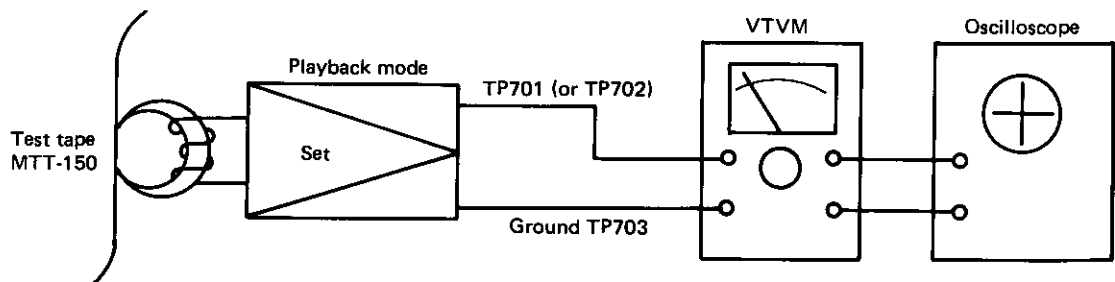 VTVM
Oscilloscope
Playback mode
TP701 (or TP702)
Test tape
MTT-150
Set
Ground TP703